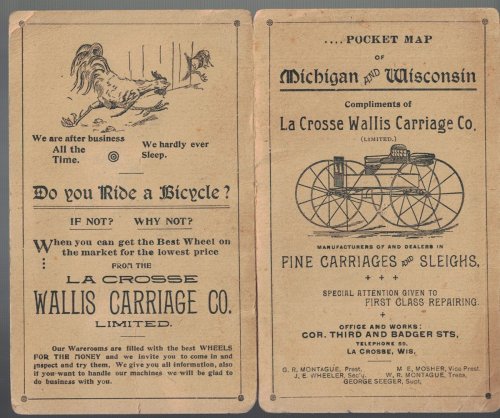 We are after business
All the
Time.
We hardly ever
Sleep.
Do you Ride a Bicycle?
IF NOT? WHY NOT?
When you can get the Best Wheel on
the market for the lowest price
FROM THE
LA CROSSE
WALLIS CARRIAGE CO.
LIMITED.
Our Warerooms are filled with the best WHEELS
FOR THE MONEY and we invite you to come in and
inspect and try them. We give you all information, also
if you want to handle our machines we will be glad to
do business with you.
....POCKET MAP
OF
Michigan AND Wisconsin
Compliments of
La Crosse Wallis Carriage Co,
(LIMITED.)
MANUFACTURERS OF AND DEALERS IN
FINE CARRIAGES AND SLEIGHS,
+ + +
SPECIAL ATTENTION GIVEN TO
FIRST CLASS REPAIRING.
OFFICE AND WORKS:
COR. THIRD AND BADGER STS,
TELEPHONE 59.
LA CROSSE, WIS,
G. R. MONTAGUE, Prest. M E. MOSHER, Vice Prest.
J. E. WHEELER, Sec'y. W. R. MONTAGUE, Treas.
GEORGE SEEGER, Supt,